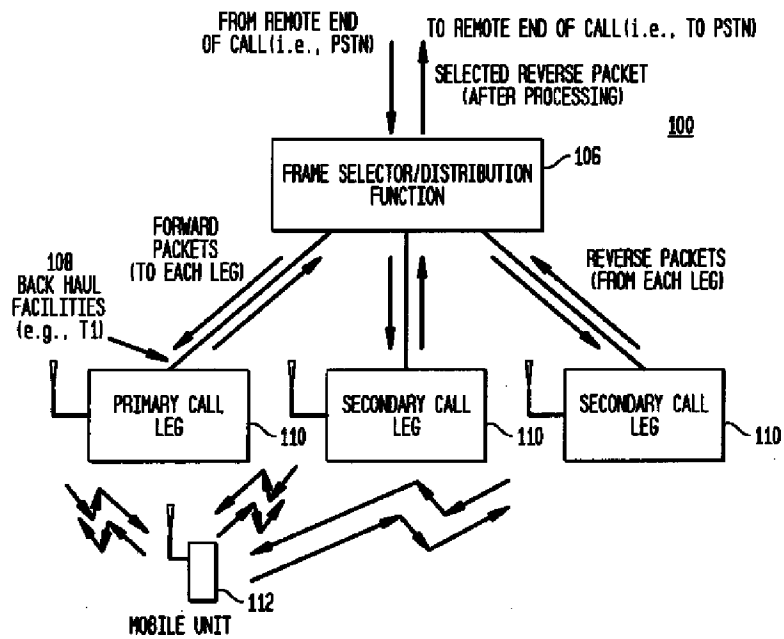 FROM REMOTE END
OF CALL(i.e., PSTN)
TO REMOTE END OF CALL(i.e., TO PSTN)
SELECTED REVERSE PACKET
(AFTER PROCESSING)
100
FRAME SELECTOR/DISTRIBUTION
FUNCTION
106
FORWARD
PACKETS
(TO EACH LEG)
108
BACK HAUL
FACILITIES
(e.g., T1)
REVERSE PACKETS
(FROM EACH LEG)
PRIMARY CALL
LEG
110
SECONDARY CALL
LEG
110
SECONDARY CALL
LEG
110
112
MOBILE UNIT